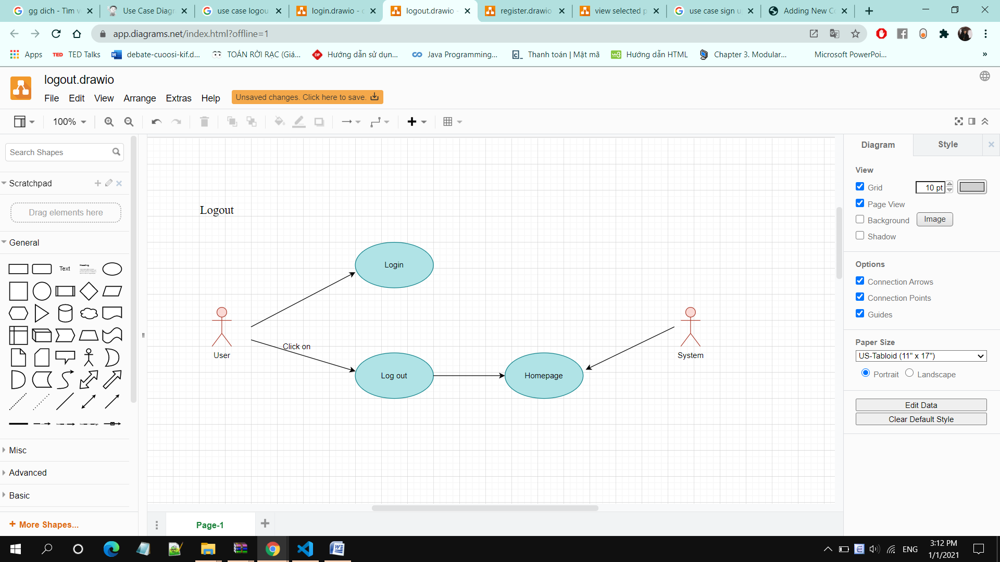 gg dich - Tìm v
Use Case Diagr
use case logou
login.drawio - d
logout.drawio -
register.drawio
view selected p
use case sign u
Adding New Co
app.diagrams.net/index.html?offline=1
Apps
TED TED Talks
debate-cuoosi-kif.d...
TOÁN RỜI RẠC (Giá...
Hướng dẫn sử dụn...
Java Programming...
Thanh toán | Mật mã
Hướng dẫn HTML
Chapter 3. Modular...
Microsoft PowerPoi...
»
logout.drawio
File Edit View Arrange Extras Help
Unsaved changes. Click here to save.
100%
Search Shapes
Scratchpad
Drag elements here
General
Text
Heading
Misc
Advanced
Basic
+ More Shapes...
Logout
Login
User
Click on
Log out
Homepage
System
Page-1
Diagram
Style
View
Grid
10 pt
Page View
Background
Image
Shadow
Options
Connection Arrows
Connection Points
Guides
Paper Size
US-Tabloid (11" x 17")
Portrait
Landscape
Edit Data
Clear Default Style
ENG
3:12 PM
1/1/2021